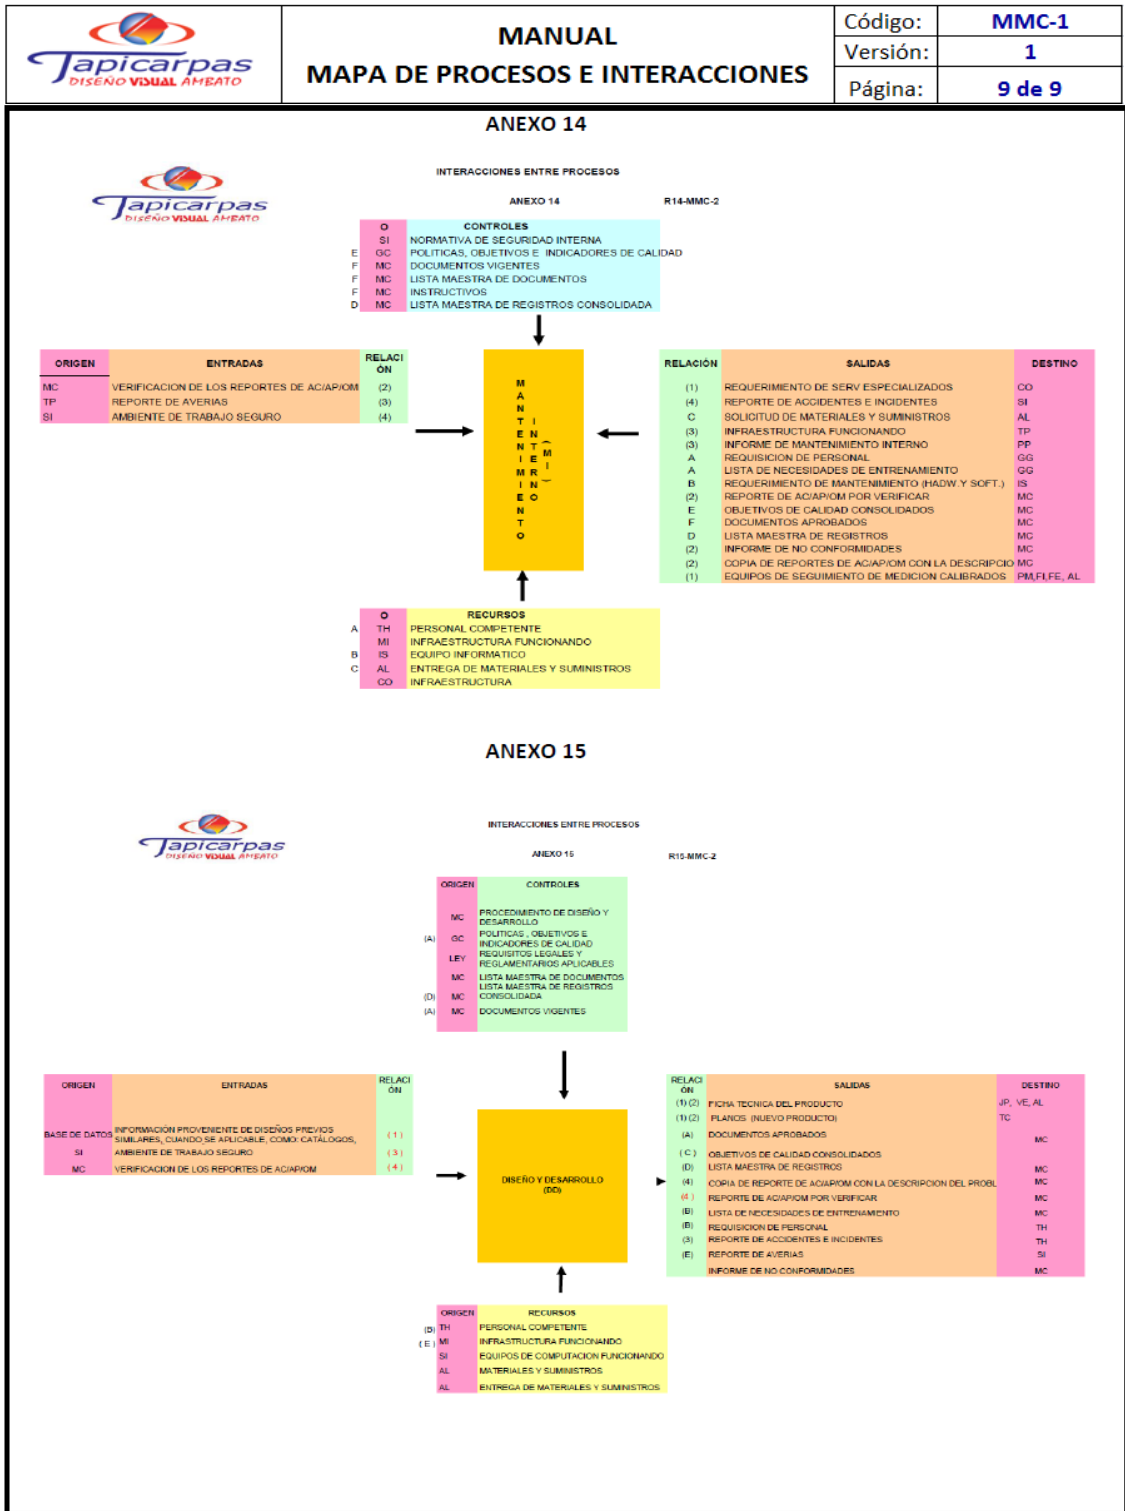 Tapicarpas
DISEÑO VISUAL AMBATO
MANUAL
MAPA DE PROCESOS E INTERACCIONES
Código: MMC-1
Versión: 1
Página: 9 de 9
ANEXO 14
Tapicarpas
DISEÑO VISUAL AMBATO
INTERACCIONES ENTRE PROCESOS
ANEXO 14 R14-MMC-2
O CONTROLES
SI NORMATIVA DE SEGURIDAD INTERNA
E GC POLITICAS, OBJETIVOS E INDICADORES DE CALIDAD
F MC DOCUMENTOS VIGENTES
F MC LISTA MAESTRA DE DOCUMENTOS
F MC INSTRUCTIVOS
D MC LISTA MAESTRA DE REGISTROS CONSOLIDADA
ORIGEN ENTRADAS RELACI
ÓN
MC VERIFICACION DE LOS REPORTES DE AC/AP/OM (2)
TP REPORTE DE AVERIAS (3)
SI AMBIENTE DE TRABAJO SEGURO (4)
MANTENIMIENTO
INTERNO
(MI)
RELACIÓN SALIDAS DESTINO
(1) REQUERIMIENTO DE SERV ESPECIALIZADOS CO
(4) REPORTE DE ACCIDENTES E INCIDENTES SI
C SOLICITUD DE MATERIALES Y SUMINISTROS AL
(3) INFRAESTRUCTURA FUNCIONANDO TP
(3) INFORME DE MANTENIMIENTO INTERNO PP
A REQUISICION DE PERSONAL GG
A LISTA DE NECESIDADES DE ENTRENAMIENTO GG
B REQUERIMIENTO DE MANTENIMIENTO (HADW.Y SOFT.) IS
(2) REPORTE DE AC/AP/OM POR VERIFICAR MC
E OBJETIVOS DE CALIDAD CONSOLIDADOS MC
F DOCUMENTOS APROBADOS MC
D LISTA MAESTRA DE REGISTROS MC
(2) INFORME DE NO CONFORMIDADES MC
(2) COPIA DE REPORTES DE AC/AP/OM CON LA DESCRIPCIO MC
(1) EQUIPOS DE SEGUIMIENTO DE MEDICION CALIBRADOS PM,FI,FE, AL
O RECURSOS
A TH PERSONAL COMPETENTE
MI INFRAESTRUCTURA FUNCIONANDO
B IS EQUIPO INFORMATICO
C AL ENTREGA DE MATERIALES Y SUMINISTROS
CO INFRAESTRUCTURA
ANEXO 15
Tapicarpas
DISEÑO VISUAL AMBATO
INTERACCIONES ENTRE PROCESOS
ANEXO 15 R15-MMC-2
ORIGEN CONTROLES
MC PROCEDIMIENTO DE DISEÑO Y
DESARROLLO
(A) GC POLITICAS , OBJETIVOS E
INDICADORES DE CALIDAD
LEY REQUISITOS LEGALES Y
REGLAMENTARIOS APLICABLES
MC LISTA MAESTRA DE DOCUMENTOS
LISTA MAESTRA DE REGISTROS
(D) MC CONSOLIDADA
(A) MC DOCUMENTOS VIGENTES
ORIGEN ENTRADAS RELACI
ÓN
BASE DE DATOS INFORMACIÓN PROVENIENTE DE DISEÑOS PREVIOS
SIMILARES, CUANDO SE APLICABLE, COMO: CATÁLOGOS, ( 1 )
SI AMBIENTE DE TRABAJO SEGURO ( 3 )
MC VERIFICACION DE LOS REPORTES DE AC/AP/OM ( 4 )
DISEÑO Y DESARROLLO
(DD)
RELACI
ÓN SALIDAS DESTINO
(1) (2) FICHA TECNICA DEL PRODUCTO JP, VE, AL
(1) (2) PLANOS (NUEVO PRODUCTO) TC
(A) DOCUMENTOS APROBADOS MC
( C ) OBJETIVOS DE CALIDAD CONSOLIDADOS
(D) LISTA MAESTRA DE REGISTROS MC
(4) COPIA DE REPORTE DE AC/AP/OM CON LA DESCRIPCION DEL PROBL MC
(4 ) REPORTE DE AC/AP/OM POR VERIFICAR MC
(B) LISTA DE NECESIDADES DE ENTRENAMIENTO MC
(B) REQUISICION DE PERSONAL TH
(3) REPORTE DE ACCIDENTES E INCIDENTES TH
(E) REPORTE DE AVERIAS SI
INFORME DE NO CONFORMIDADES MC
ORIGEN RECURSOS
(B) TH PERSONAL COMPETENTE
( E ) MI INFRASTRUCTURA FUNCIONANDO
SI EQUIPOS DE COMPUTACION FUNCIONANDO
AL MATERIALES Y SUMINISTROS
AL ENTREGA DE MATERIALES Y SUMINISTROS